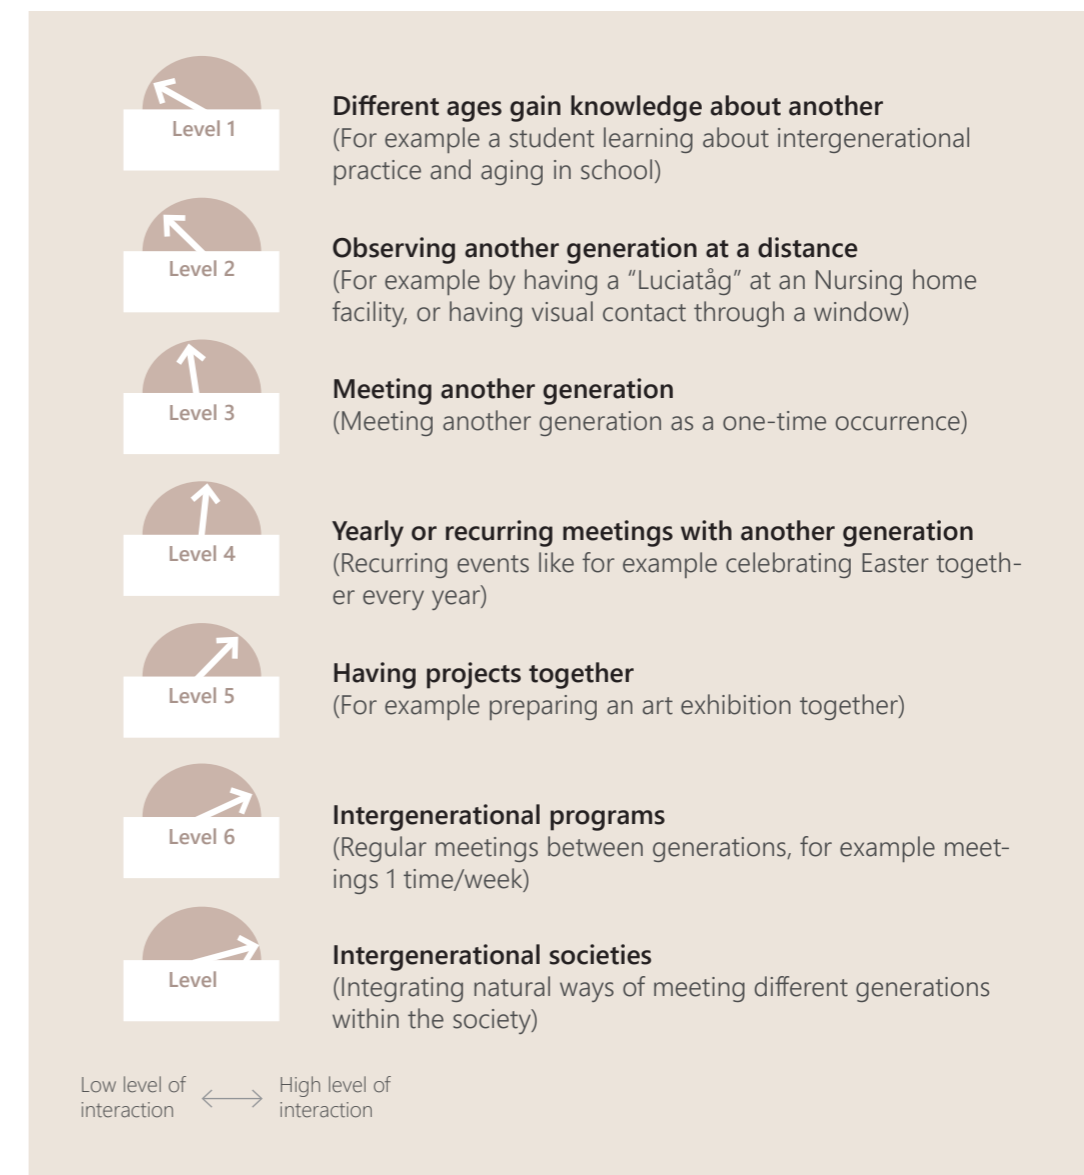 Level 1
Different ages gain knowledge about another
(For example a student learning about intergenerational
practice and aging in school)
Level 2
Observing another generation at a distance
(For example by having a “Luciatåg” at an Nursing home
facility, or having visual contact through a window)
Level 3
Meeting another generation
(Meeting another generation as a one-time occurrence)
Level 4
Yearly or recurring meetings with another generation
(Recurring events like for example celebrating Easter togeth-
er every year)
Level 5
Having projects together
(For example preparing an art exhibition together)
Level 6
Intergenerational programs
(Regular meetings between generations, for example meet-
ings 1 time/week)
Level
Intergenerational societies
(Integrating natural ways of meeting different generations
within the society)
Low level of
interaction
High level of
interaction